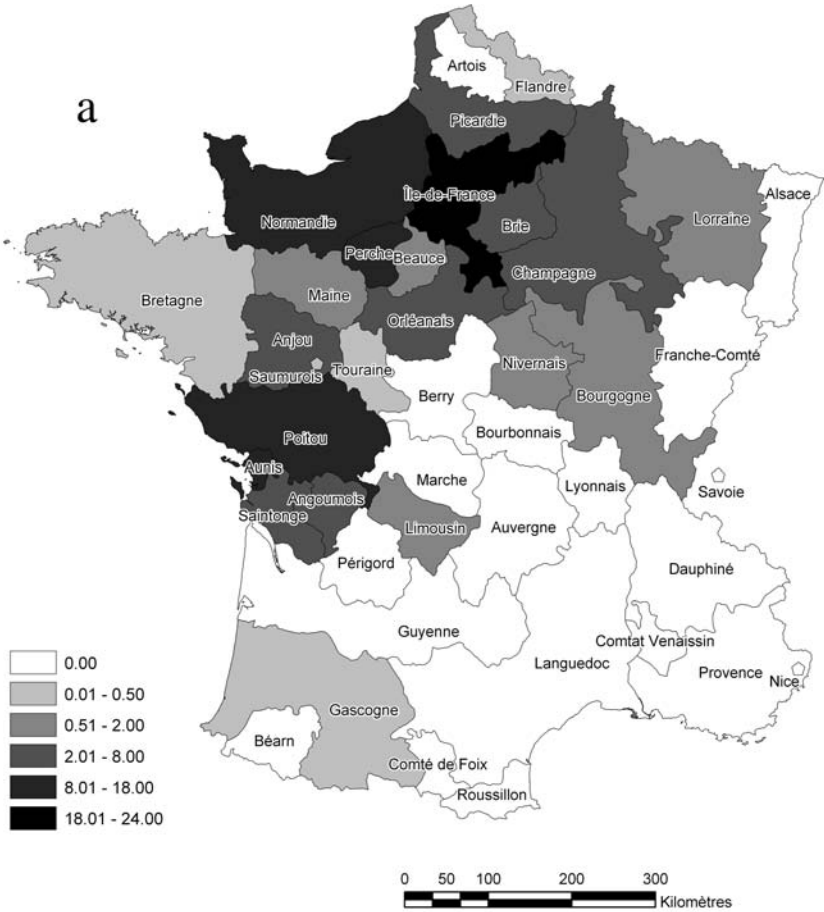 a
Artois
Flandre
Picardie
Île-de-France
Normandie
Brie
Lorraine
Alsace
Perche
Beauce
Champagne
Bretagne
Maine
Orléanais
Anjou
Saumurois
Touraine
Nivernais
Franche-Comté
Berry
Bourgogne
Poitou
Bourbonnais
Aunis
Marche
Lyonnais
Savoie
Angoumois
Saintonge
Limousin
Auvergne
Périgord
Dauphiné
Guyenne
Comtat Venaissin
Languedoc
Provence
Nice
Gascogne
Béarn
Comté de Foix
Roussillon
0.00
0.01 - 0.50
0.51 - 2.00
2.01 - 8.00
8.01 - 18.00
18.01 - 24.00
0 50 100 200 300
Kilomètres